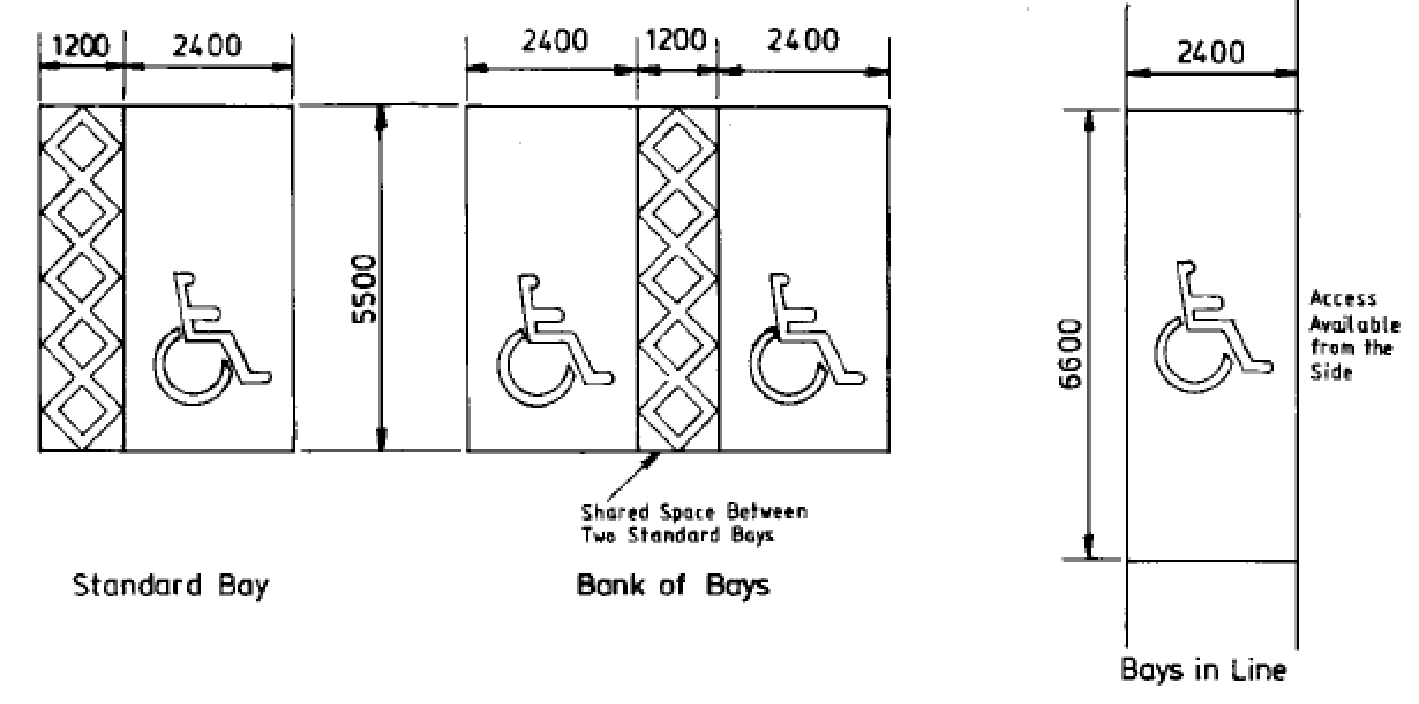 1200 2400
2400 1200 2400
2400
5500
6600
Access
Available
from the
Side
Shared Space Between
Two Standard Bays
Standard Bay
Bank of Bays
Bays in Line